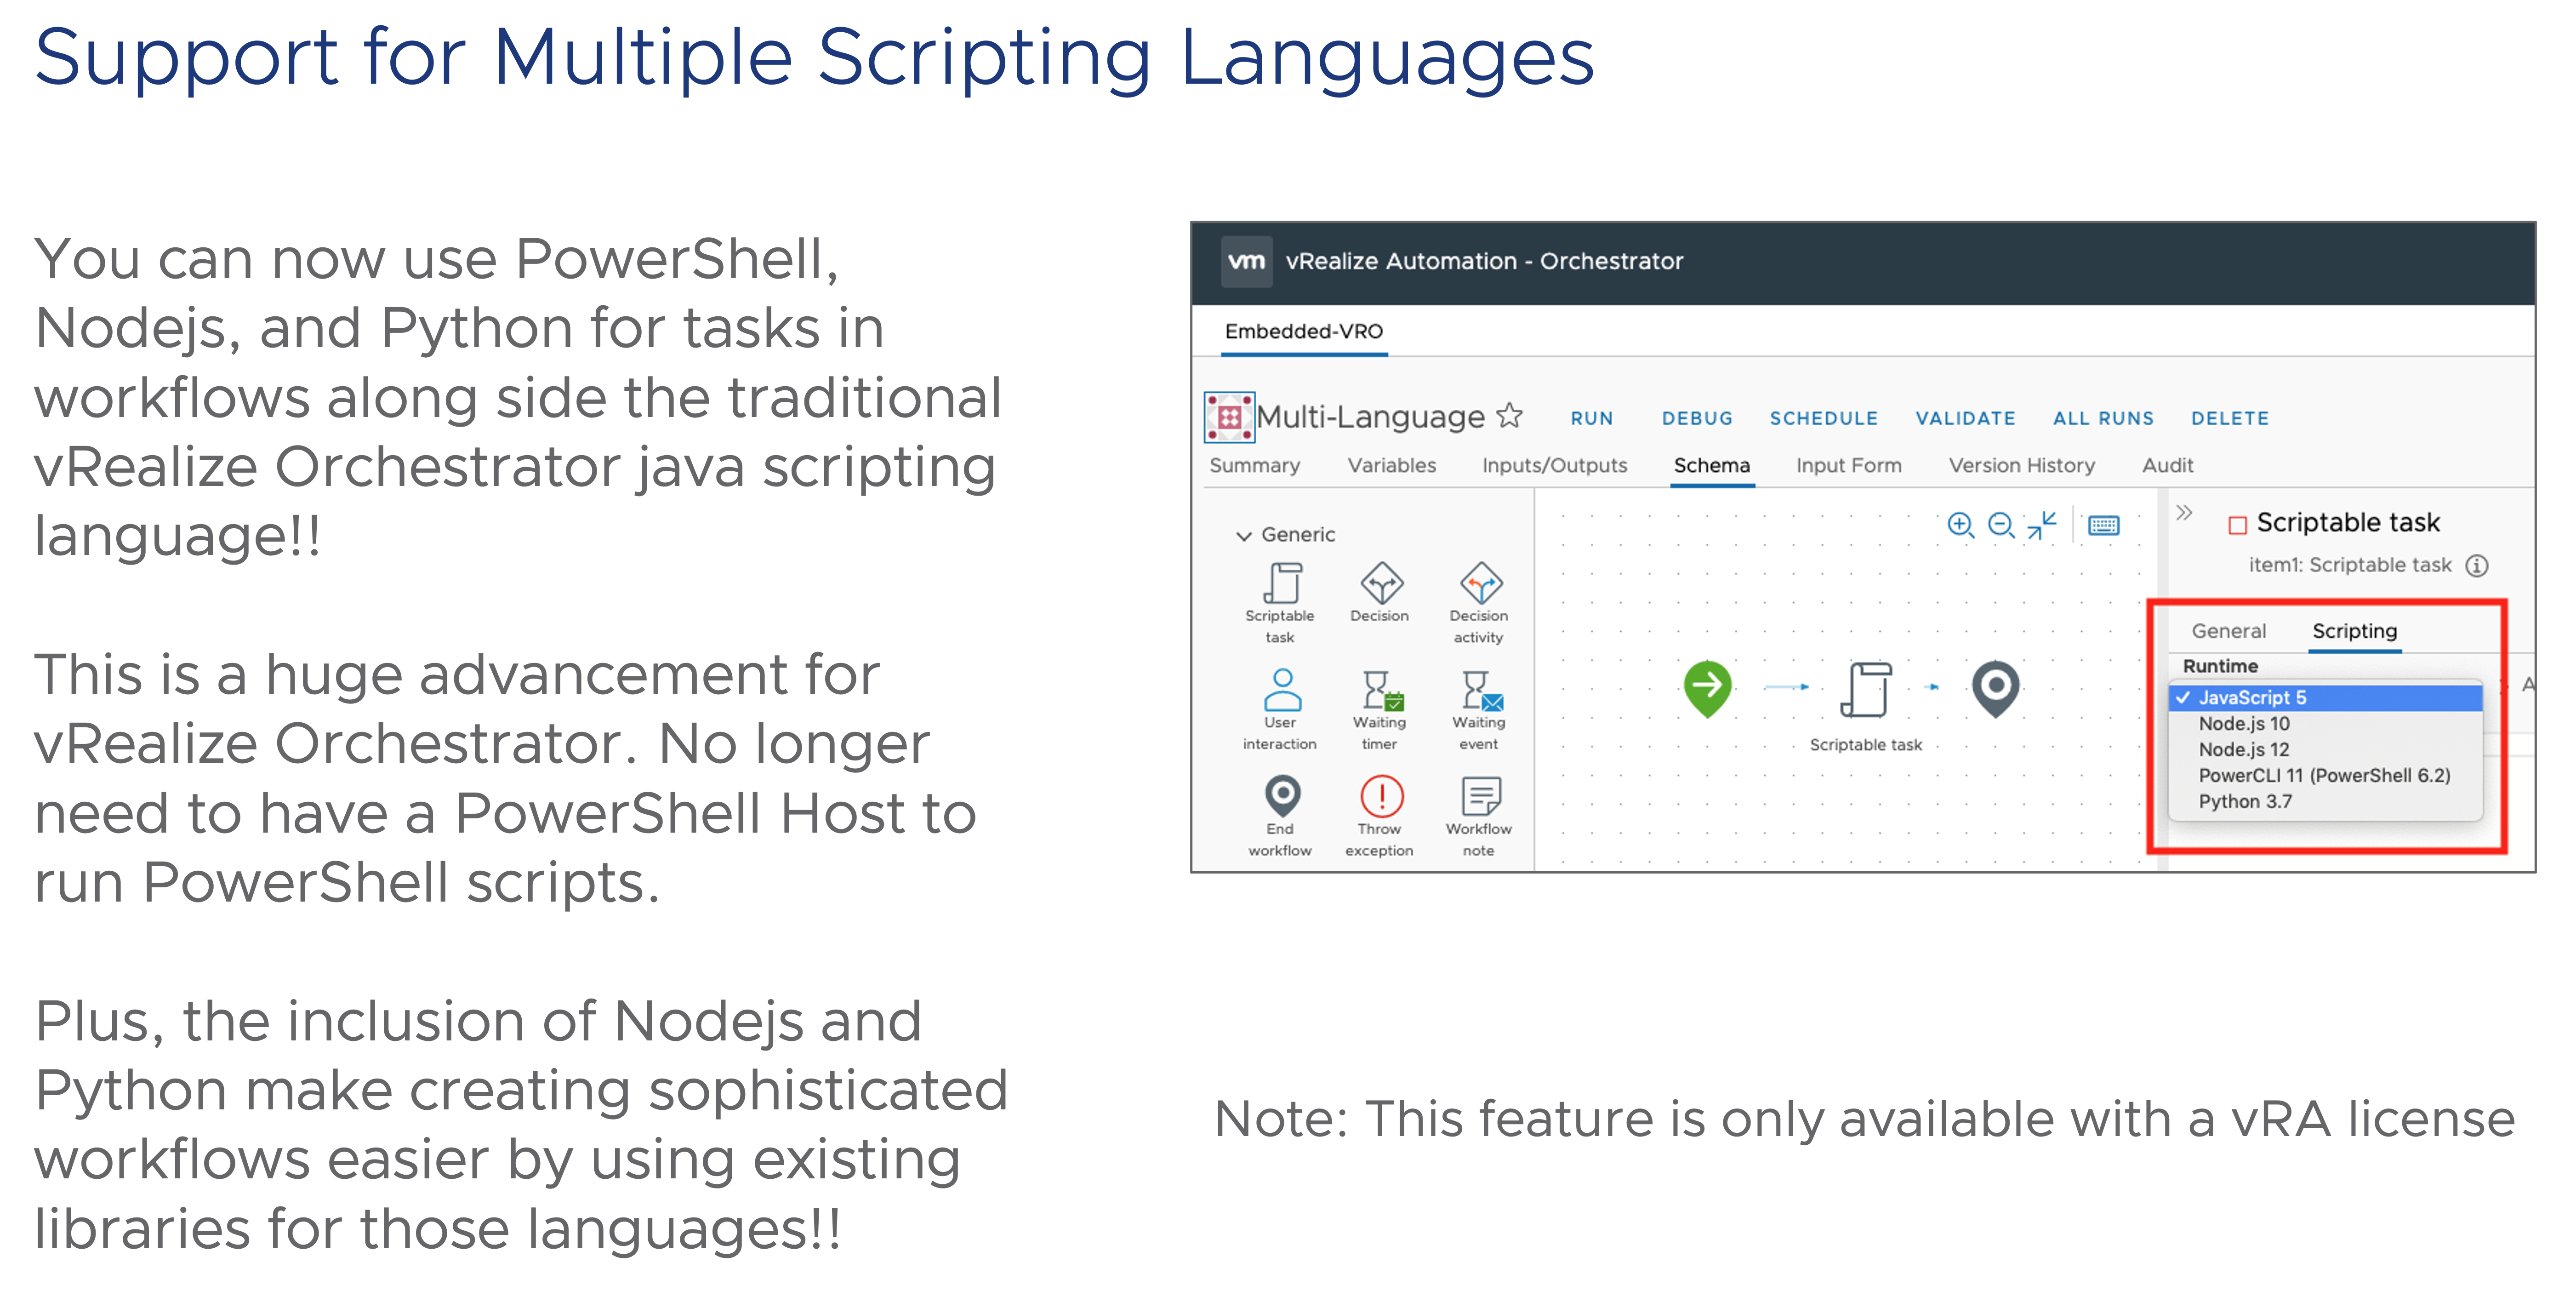 Support for Multiple Scripting Languages
You can now use PowerShell,
Nodejs, and Python for tasks in
workflows along side the traditional
vRealize Orchestrator java scripting
language!!
This is a huge advancement for
vRealize Orchestrator. No longer
need to have a PowerShell Host to
run PowerShell scripts.
Plus, the inclusion of Nodejs and
Python make creating sophisticated
workflows easier by using existing
libraries for those languages!!
vm vRealize Automation - Orchestrator
Embedded-VRO
Multi-Language RUN DEBUG SCHEDULE VALIDATE ALL RUNS DELETE
Summary Variables Inputs/Outputs Schema Input Form Version History Audit
Generic
Scriptable task
Decision
Decision activity
User interaction
Waiting timer
Waiting event
End workflow
Throw exception
Workflow note
Scriptable task
Scriptable task
item1: Scriptable task
General Scripting
Runtime
JavaScript 5
A
Node.js 10
Node.js 12
PowerCLI 11 (PowerShell 6.2)
Python 3.7
Note: This feature is only available with a vRA license